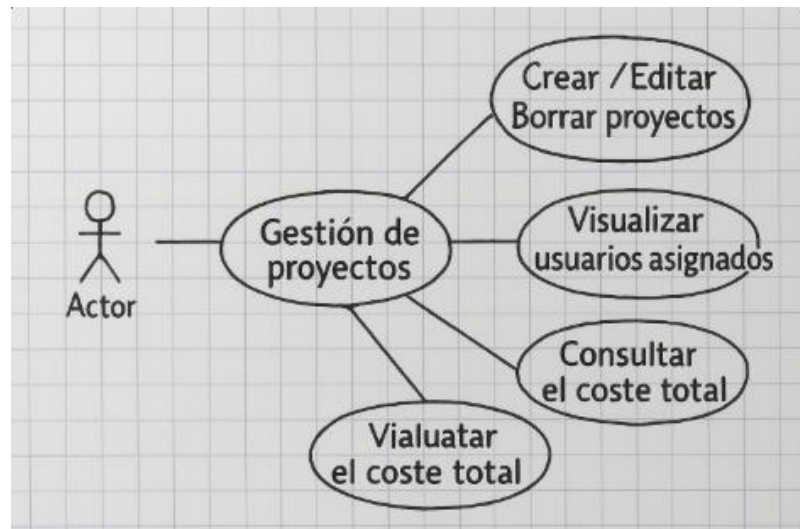 Crear / Editar
Borrar proyectos
Gestión de
proyectos
Visualizar
usuarios asignados
Actor
Consultar
el coste total
Vialuatar
el coste total